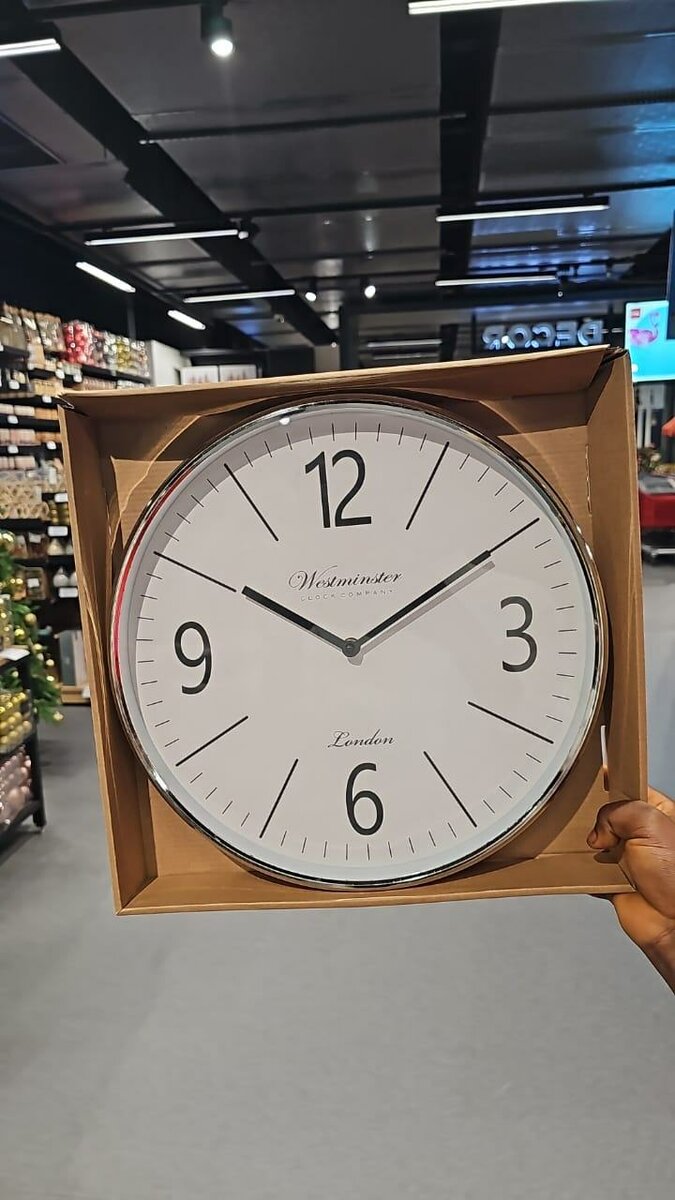 DECOR
12
Westminster
CLOCK COMPANY
9
3
London
6